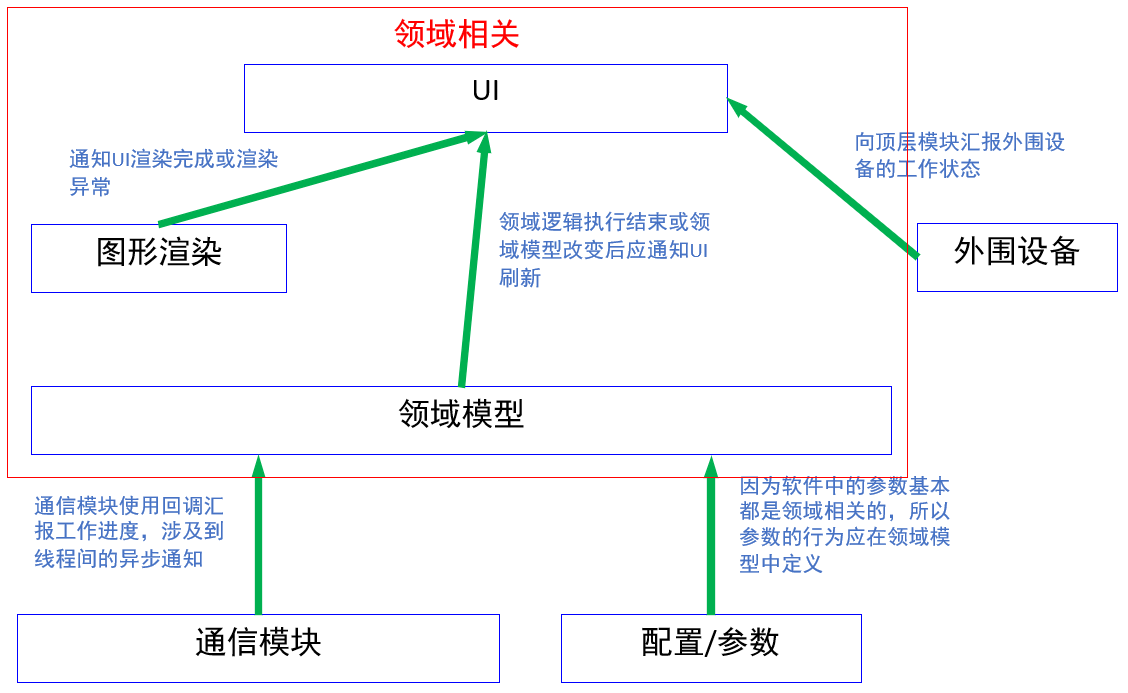 领域相关
UI
通知UI渲染完成或渲染
异常
向顶层模块汇报外围设
备的工作状态
图形渲染
领域逻辑执行结束或领
域模型改变后应通知UI
刷新
外围设备
领域模型
通信模块使用回调汇
报工作进度，涉及到
线程间的异步通知
因为软件中的参数基本
都是领域相关的，所以
参数的行为应在领域模
型中定义
通信模块
配置/参数